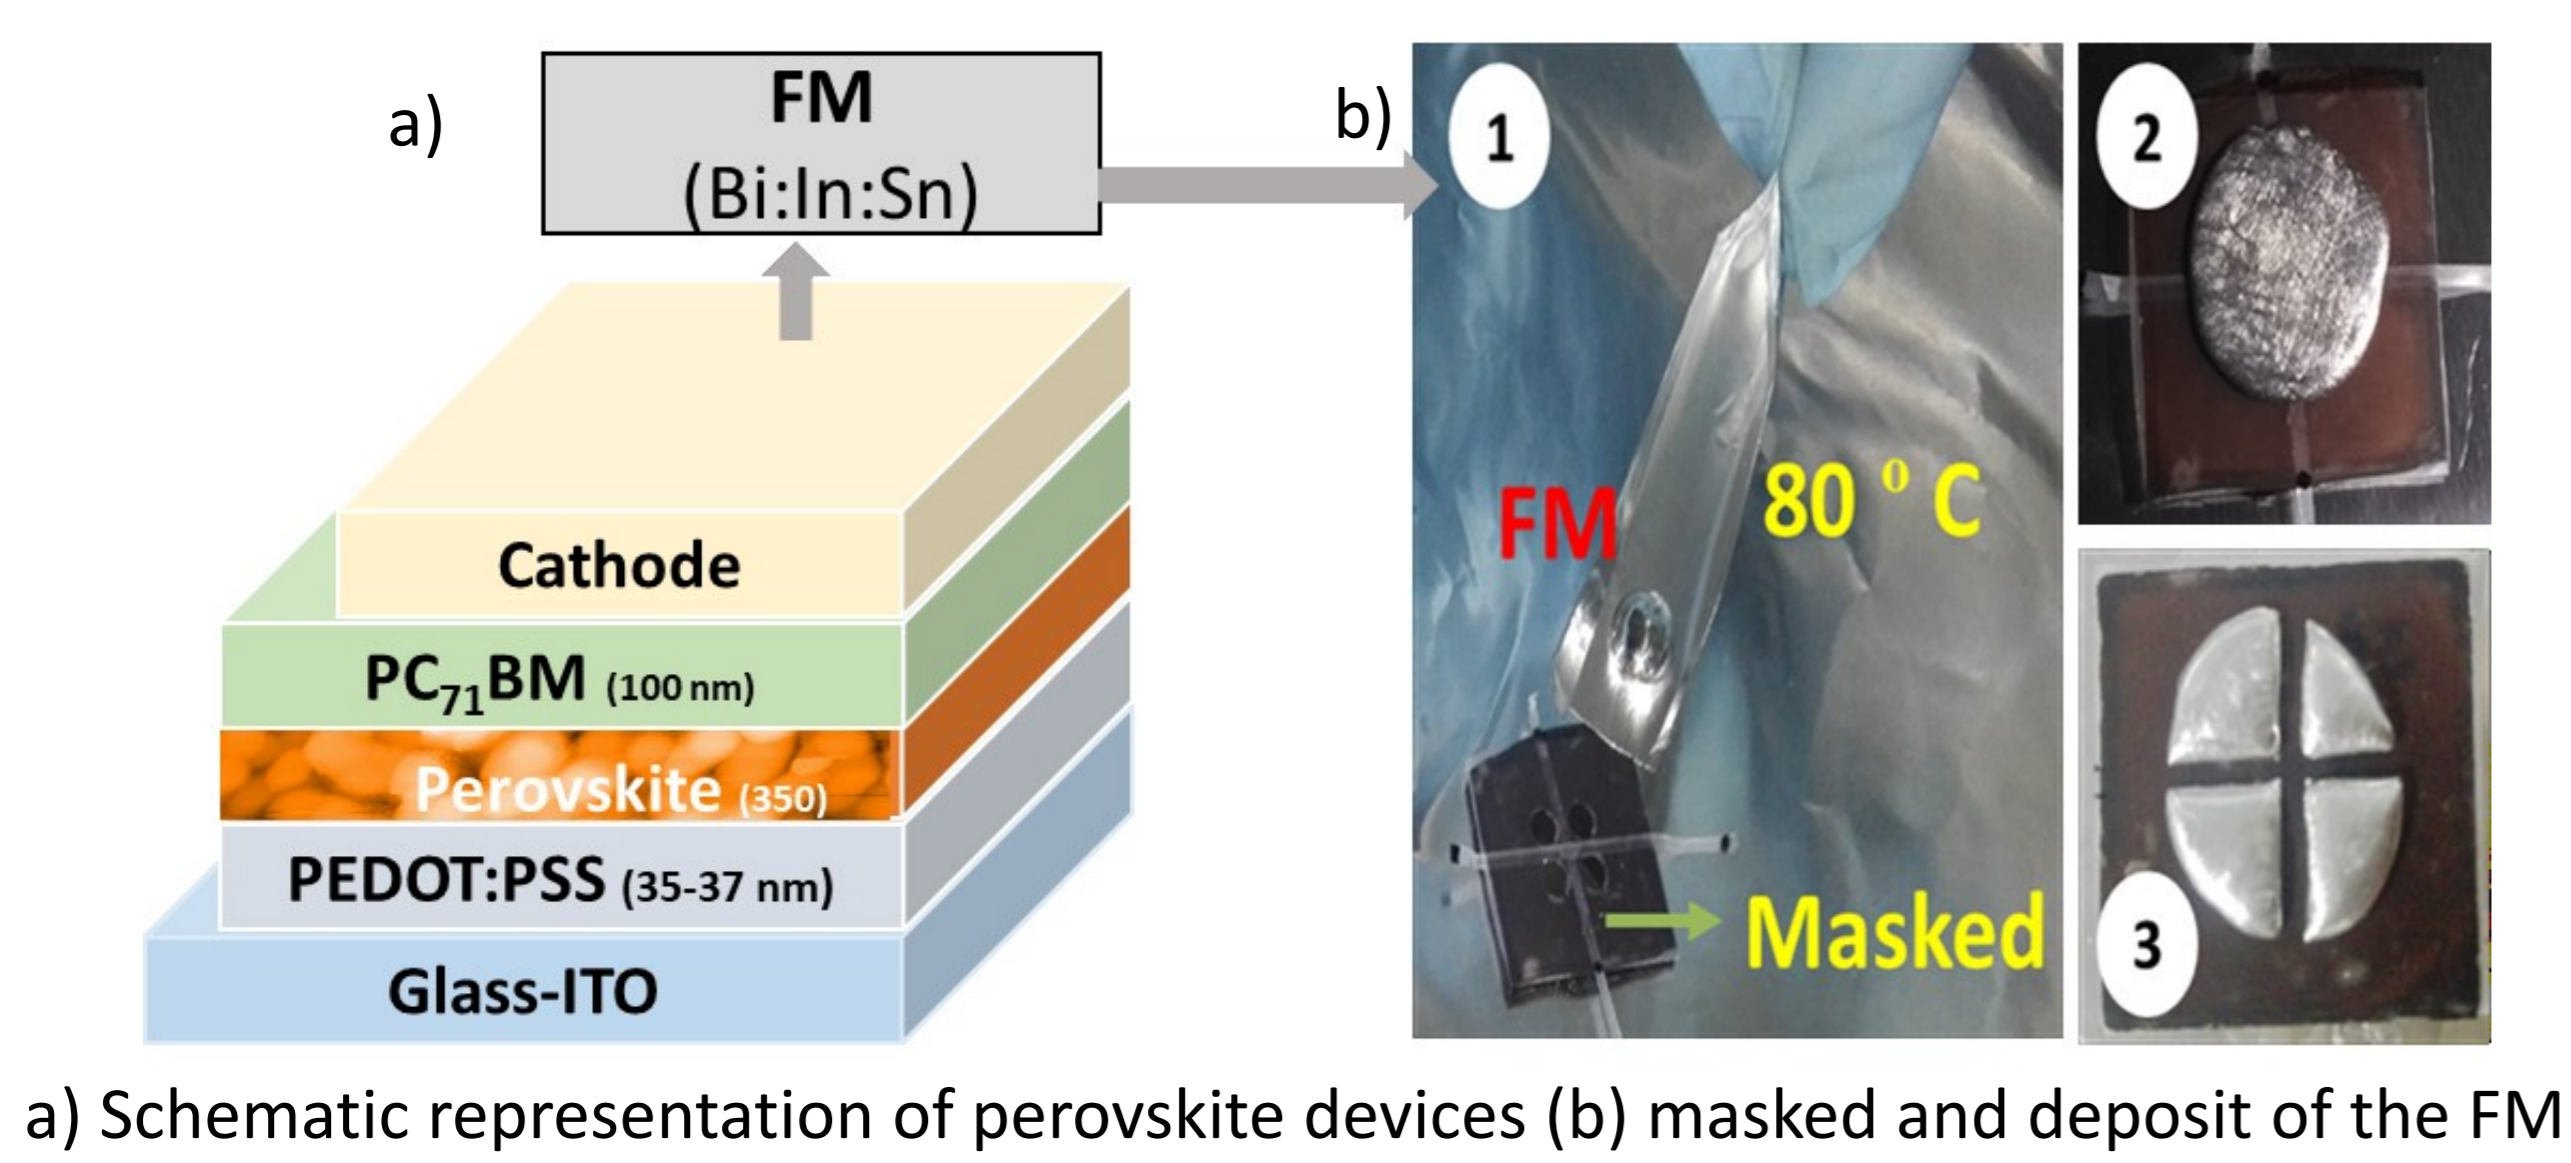 a)
FM
(Bi:In:Sn)
Cathode
PC₇₁BM (100 nm)
Perovskite (350)
PEDOT:PSS (35-37 nm)
Glass-ITO
b)
1
FM
80 º C
Masked
2
3
a) Schematic representation of perovskite devices (b) masked and deposit of the FM